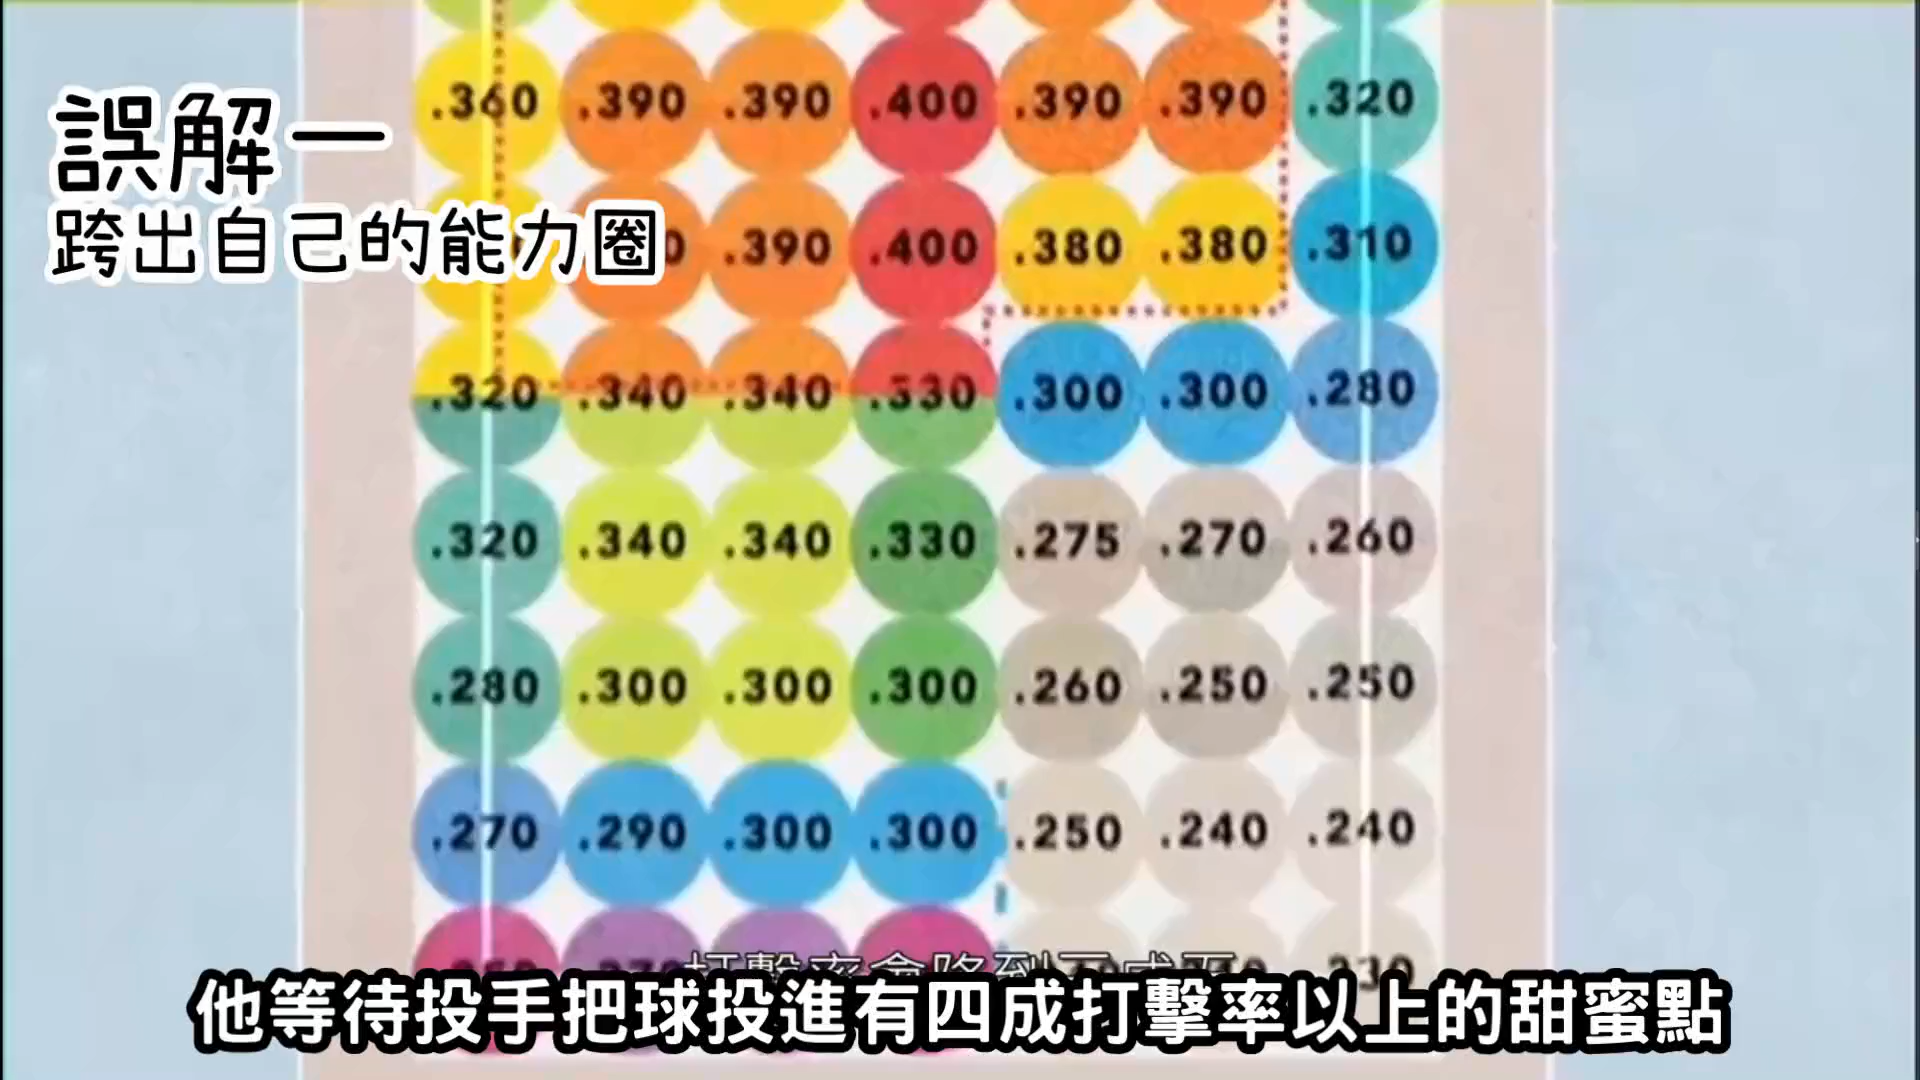 誤解一
跨出自己的能力圈
.360 .390 .390 .400 .390 .390 .320
.390 .400 .380 .380 .310
.320 .340 .340 .330 .300 .300 .280
.320 .340 .340 .330 .275 .270 .260
.280 .300 .300 .300 .260 .250 .250
.270 .290 .300 .300 .250 .240 .240
他等待投手把球投進有四成打擊率以上的甜蜜點